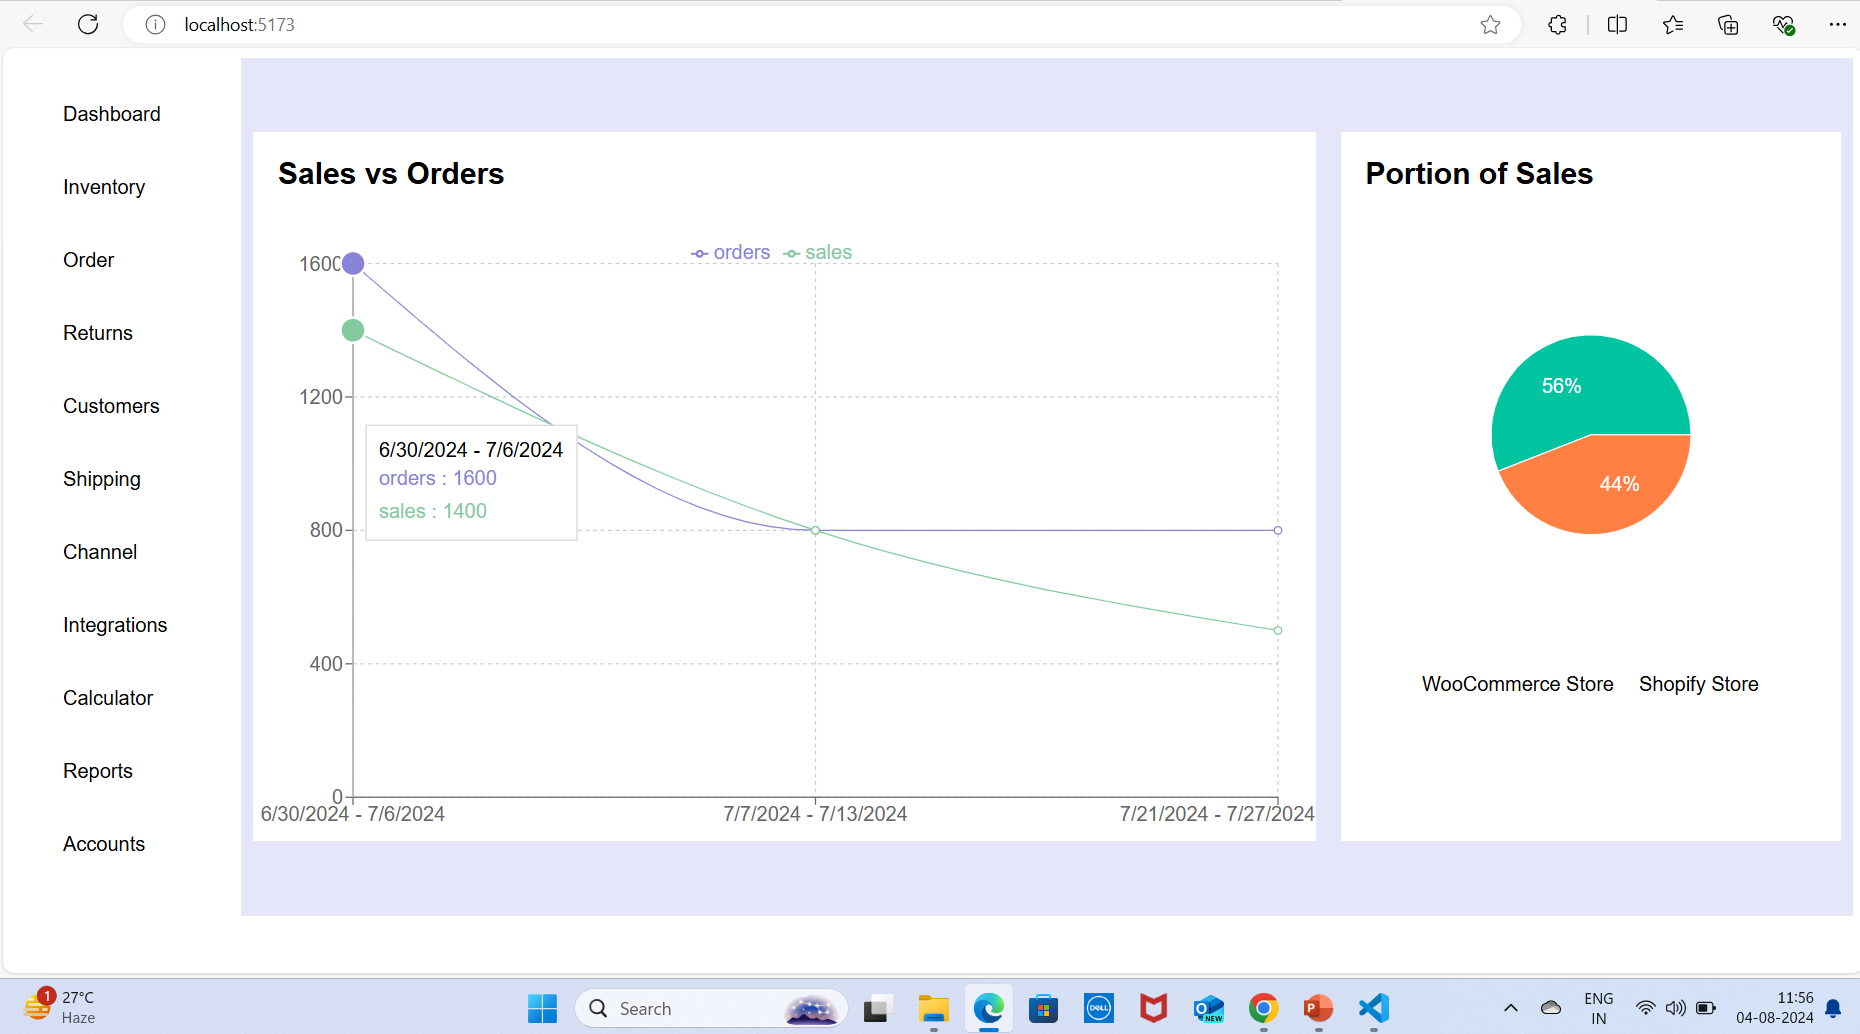 localhost:5173
Dashboard
Inventory
Order
Returns
Customers
Shipping
Channel
Integrations
Calculator
Reports
Accounts
Sales vs Orders
orders sales
1600
1200
800
400
0
6/30/2024 - 7/6/2024
orders : 1600
sales : 1400
6/30/2024 - 7/6/2024 7/7/2024 - 7/13/2024 7/21/2024 - 7/27/2024
Portion of Sales
56%
44%
WooCommerce Store Shopify Store
1
27°C
Haze
Search
DELL
NEW
ENG
IN
11:56
04-08-2024